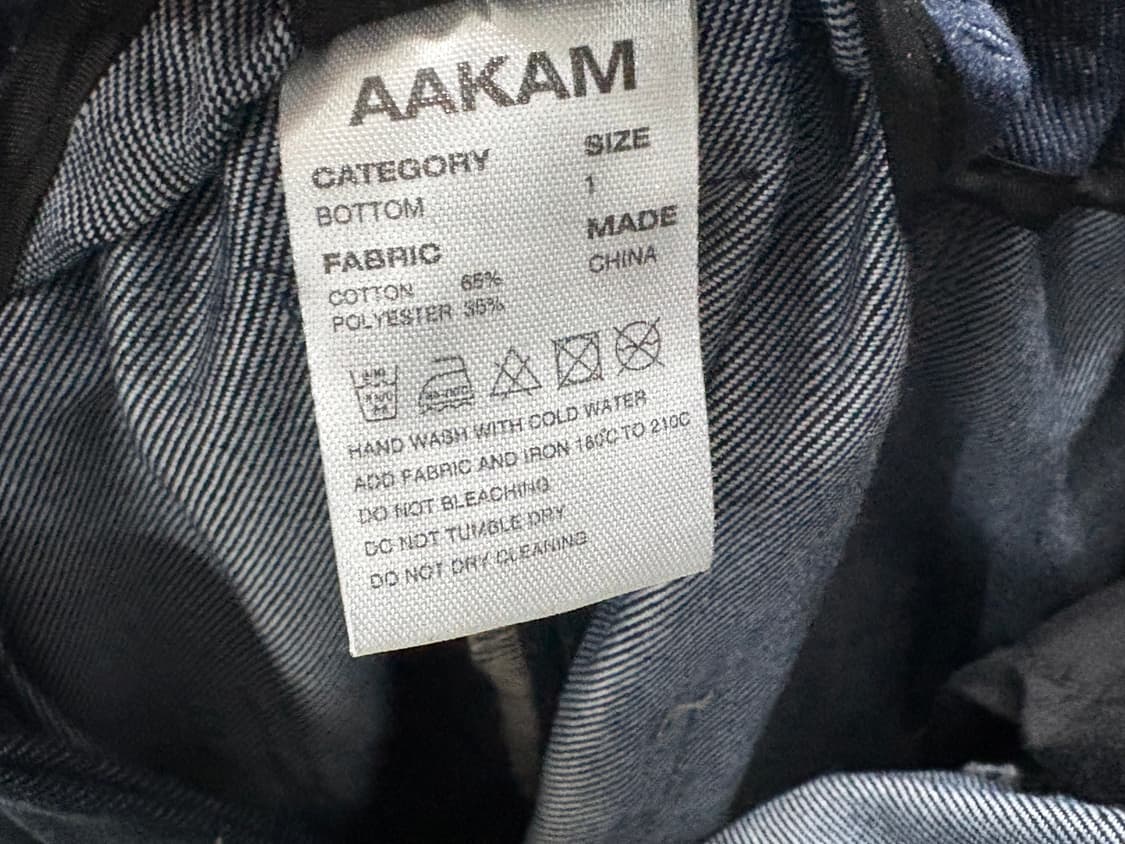 AAKAM
CATEGORY
BOTTOM
FABRIC
COTTON 65%
POLYESTER 35%
SIZE
1
MADE
CHINA
HAND WASH WITH COLD WATER
ADD FABRIC AND IRON 180°C TO 210C
DO NOT BLEACHING
DO NOT TUMBLE DRY
DO NOT DRY CLEANING